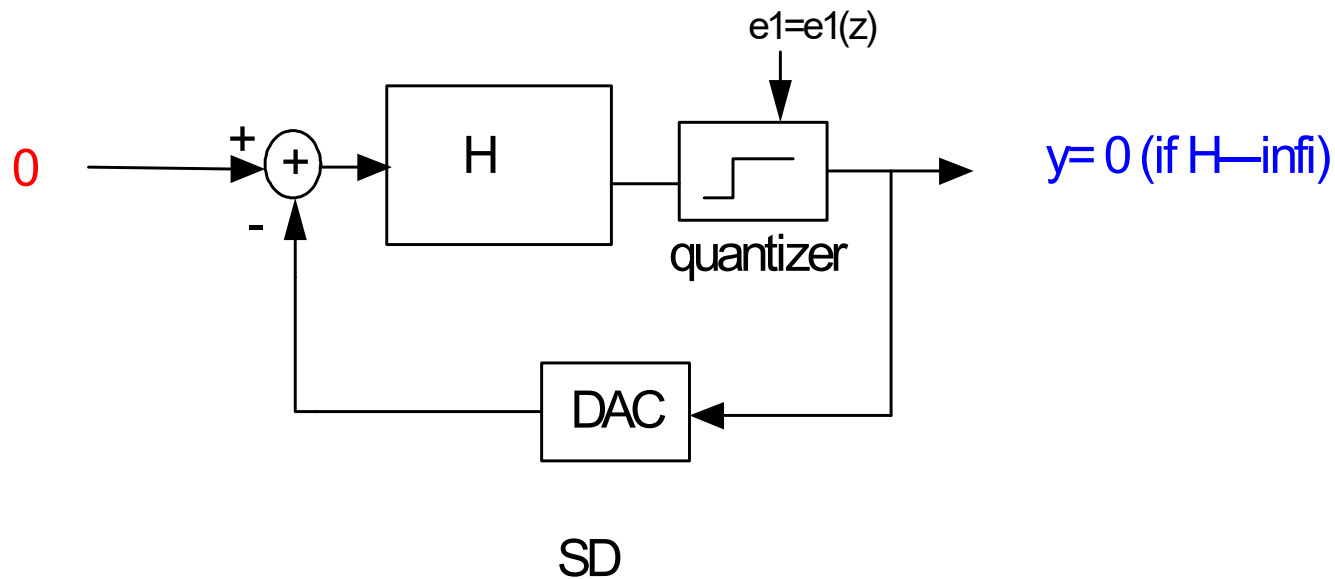 e1=e1(z)
0
+
+
-
H
quantizer
y= 0 (if H—infi)
DAC
SD